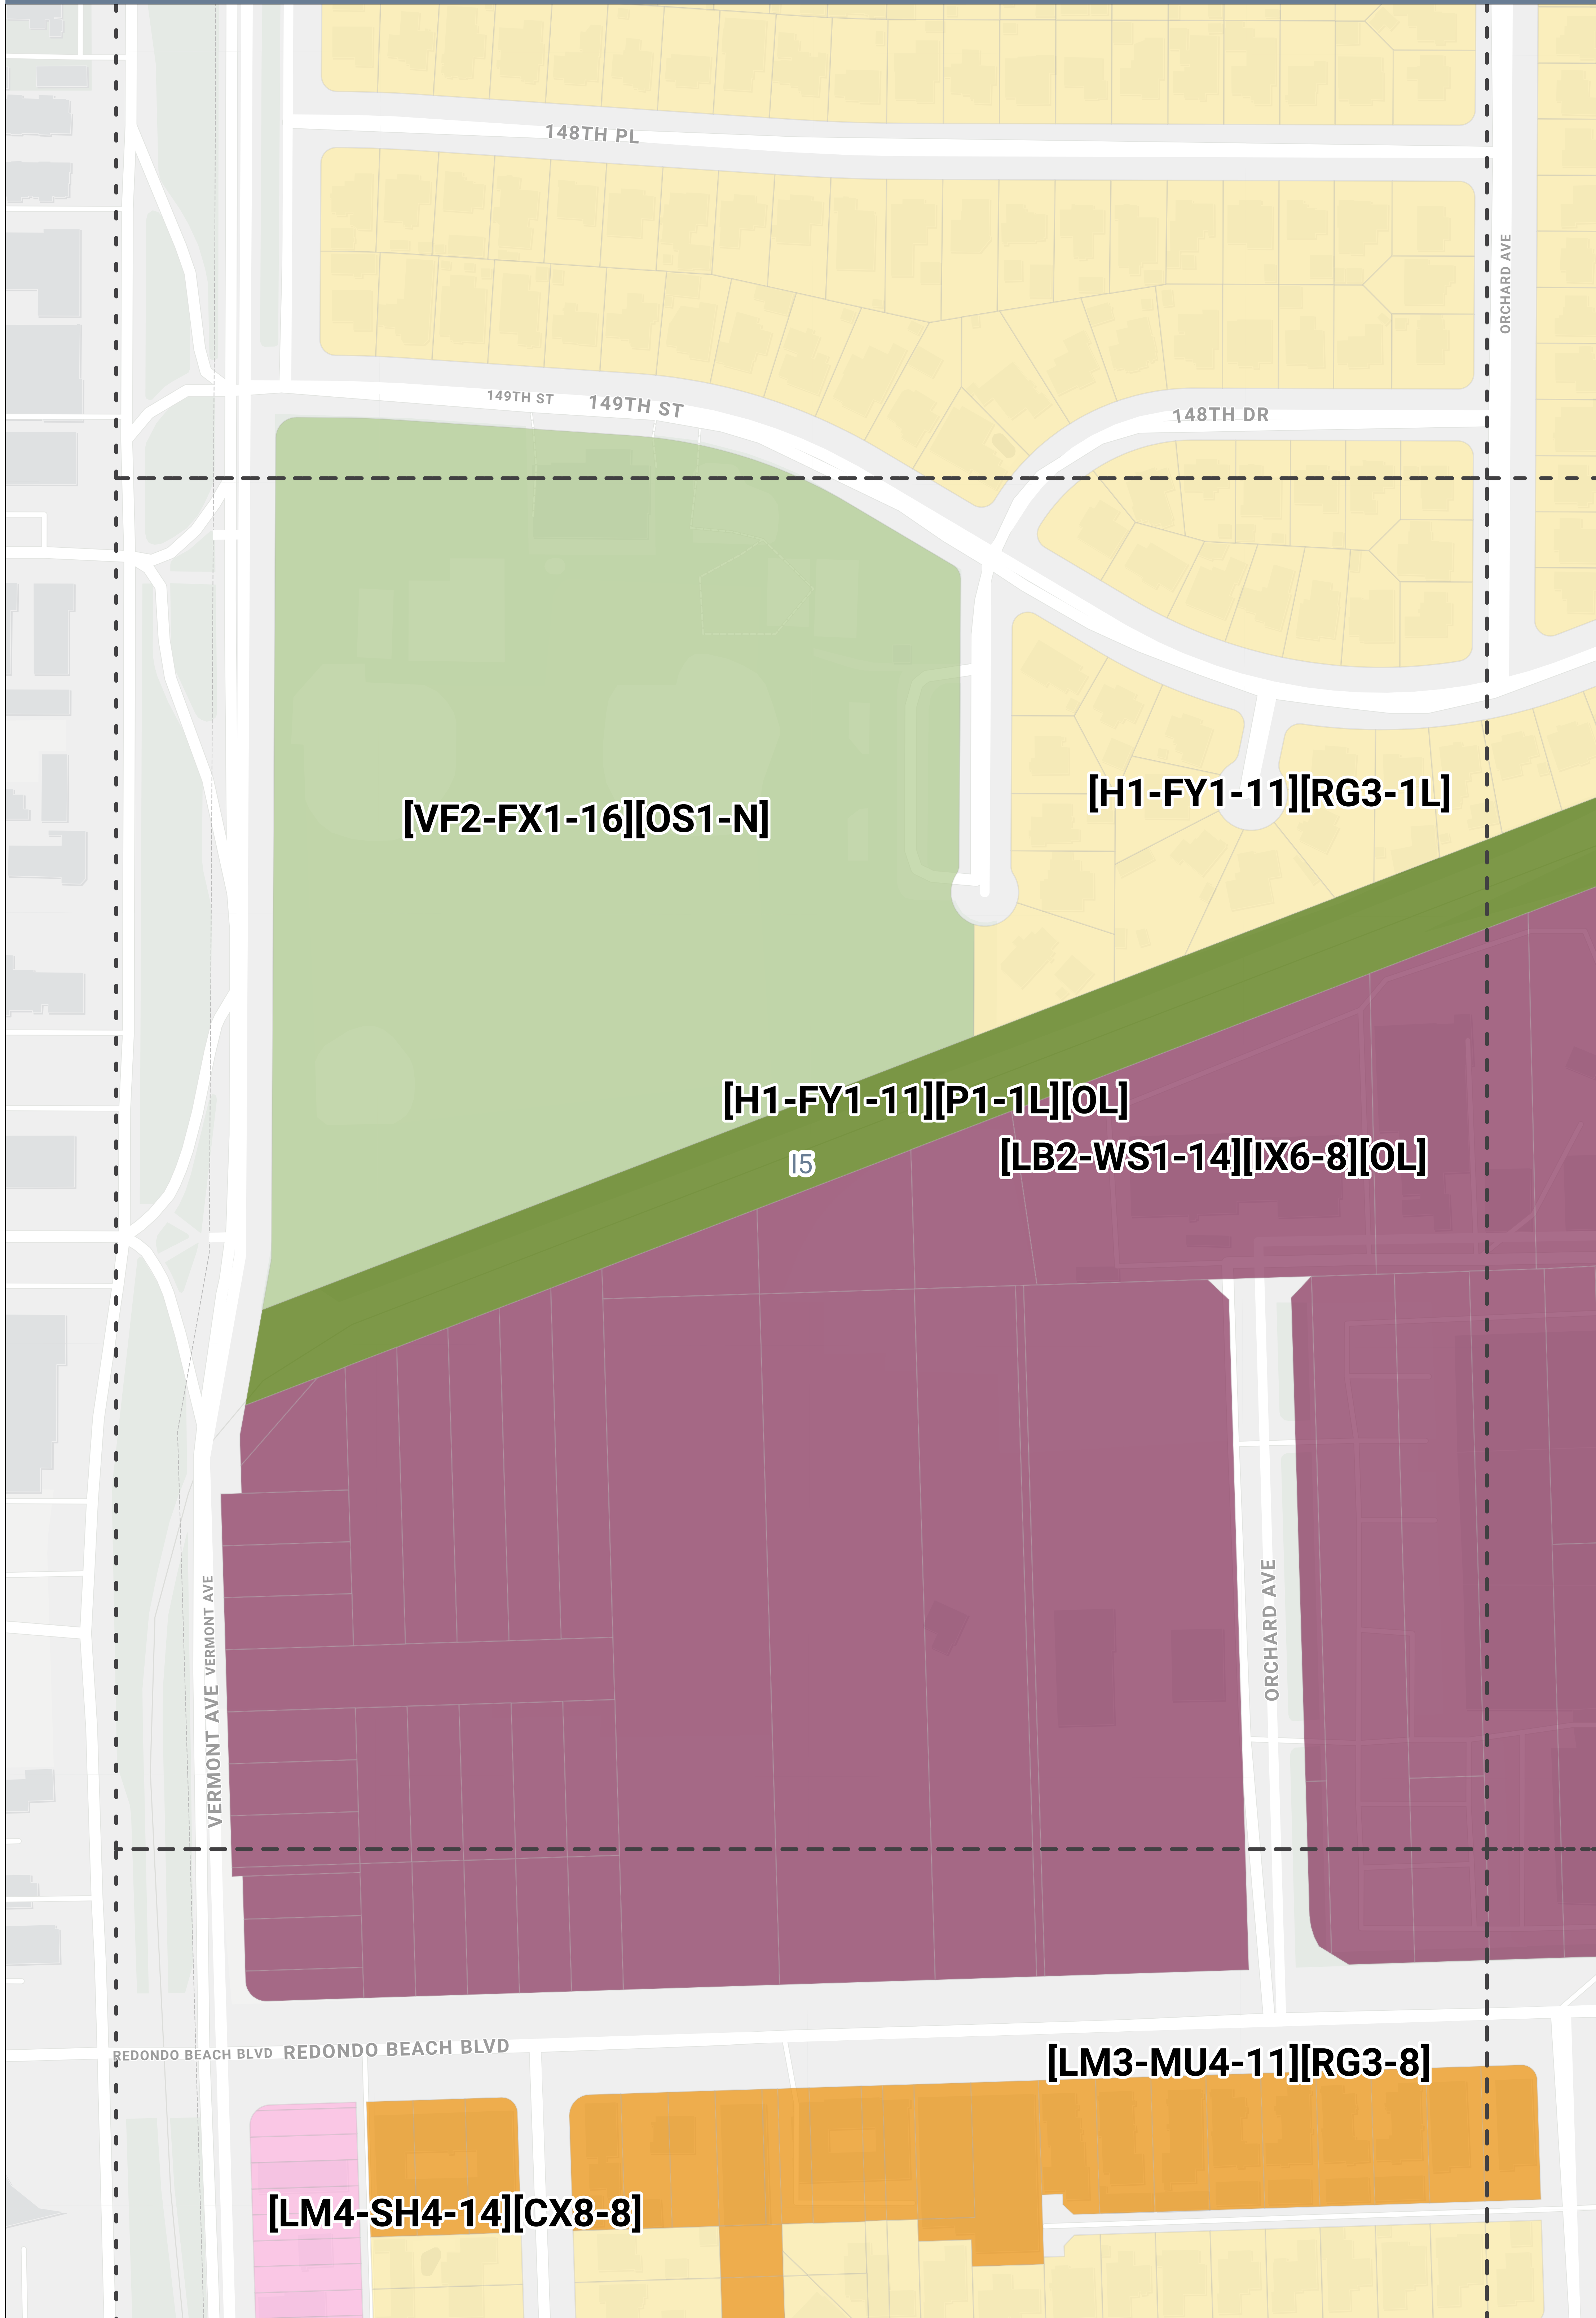 148TH PL
ORCHARD AVE
149TH ST
149TH ST
148TH DR
[H1-FY1-11][RG3-1L]
[VF2-FX1-16][OS1-N]
[H1-FY1-11][P1-1L][OL]
[LB2-WS1-14][IX6-8][OL]
I5
ORCHARD AVE
VERMONT AVE
VERMONT AVE
REDONDO BEACH BLVD
REDONDO BEACH BLVD
[LM3-MU4-11][RG3-8]
[LM4-SH4-14][CX8-8]